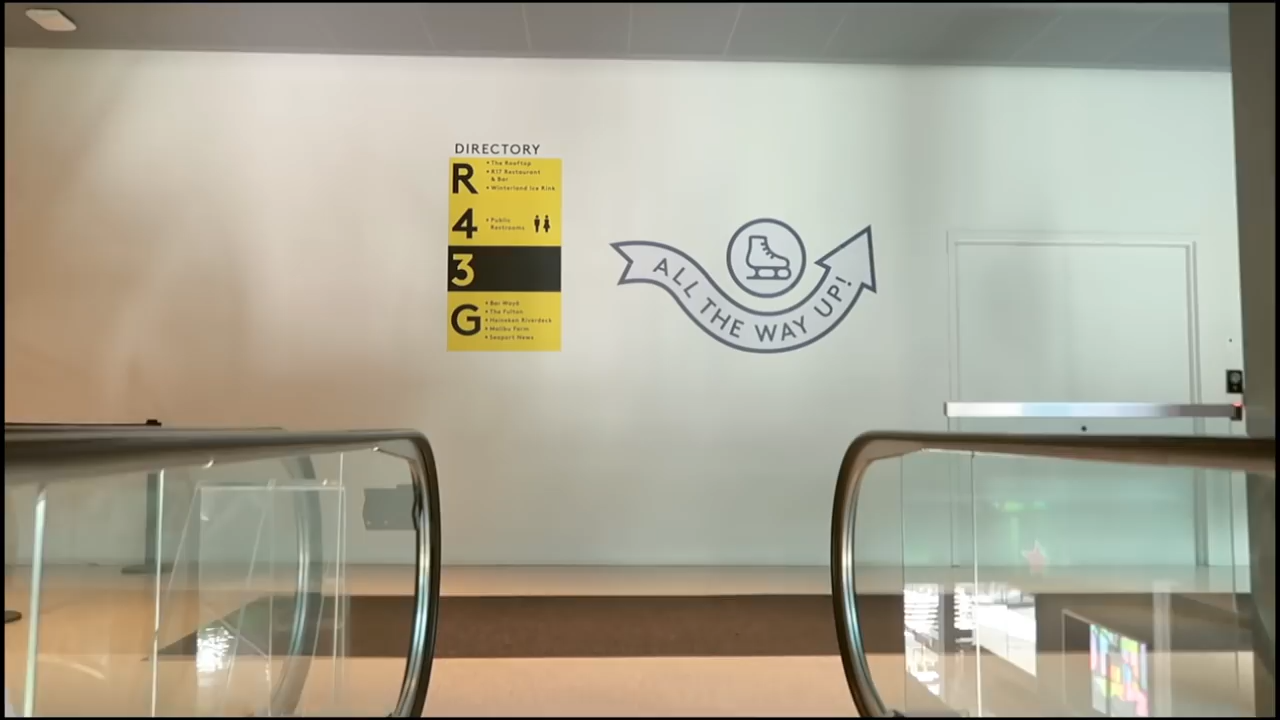 DIRECTORY
R
• The Rooftop
• R17 Restaurant
& Bar
• Winterland Ice Rink
4
• Public
Restrooms
3
G
• Bar Wayō
• The Fulton
• Heineken Riverdeck
• Malibu Farm
• Seaport News
ALL THE WAY UP!